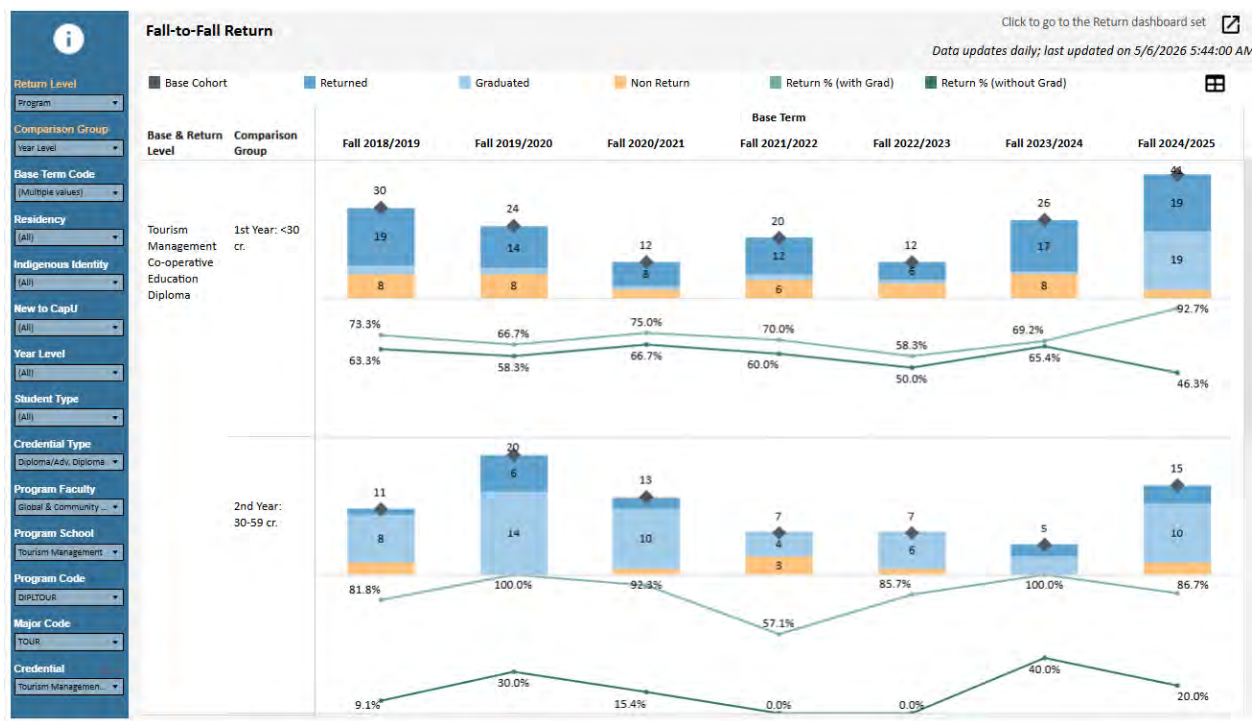 Fall-to-Fall Return
Click to go to the Return dashboard set
Data updates daily; last updated on 5/6/2026 5:44:00 AM
Return Level
Program
Comparison Group
Year Level
Base Term Code
(Multiple values)
Residency
(All)
Indigenous Identity
(All)
New to CapU
(All)
Year Level
(All)
Student Type
(All)
Credential Type
Diploma/Adv. Diploma
Program Faculty
Global & Community ...
Program School
Tourism Management
Program Code
DIPLTOUR
Major Code
TOUR
Credential
Tourism Managemen...
Base Cohort Returned Graduated Non Return Return % (with Grad) Return % (without Grad)
Base Term
Base & Return Level
Comparison Group
Fall 2018/2019 Fall 2019/2020 Fall 2020/2021 Fall 2021/2022 Fall 2022/2023 Fall 2023/2024 Fall 2024/2025
Tourism
Management
Co-operative
Education
Diploma
1st Year: <30
cr.
30 24 12 20 12 26 41
19 14 8 12 6 17 19
19
8 8 6 8
73.3% 66.7% 75.0% 70.0% 58.3% 69.2% 92.7%
63.3% 58.3% 66.7% 60.0% 50.0% 65.4% 46.3%
2nd Year:
30-59 cr.
11 20 13 7 7 5 15
6
8 14 10 4 6 10
3
81.8% 100.0% 92.3% 57.1% 85.7% 100.0% 86.7%
9.1% 30.0% 15.4% 0.0% 0.0% 40.0% 20.0%